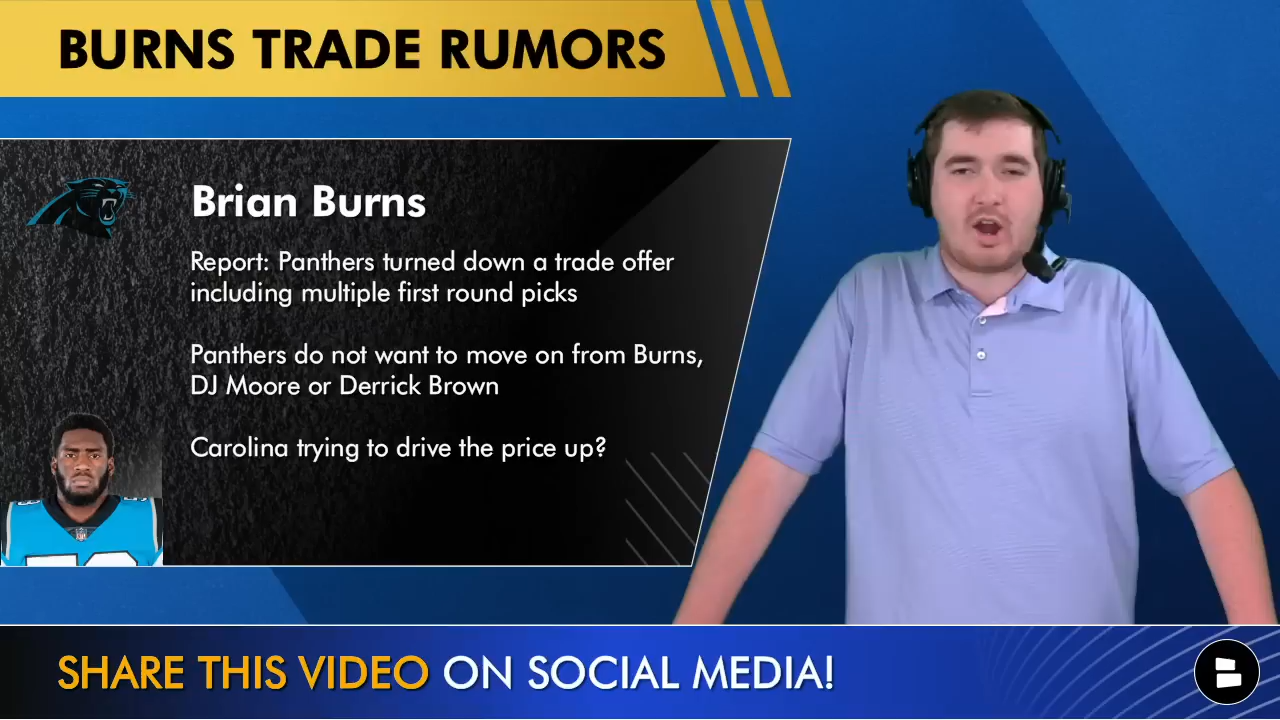 BURNS TRADE RUMORS
Brian Burns
Report: Panthers turned down a trade offer
including multiple first round picks
Panthers do not want to move on from Burns,
DJ Moore or Derrick Brown
Carolina trying to drive the price up?
SHARE THIS VIDEO ON SOCIAL MEDIA!